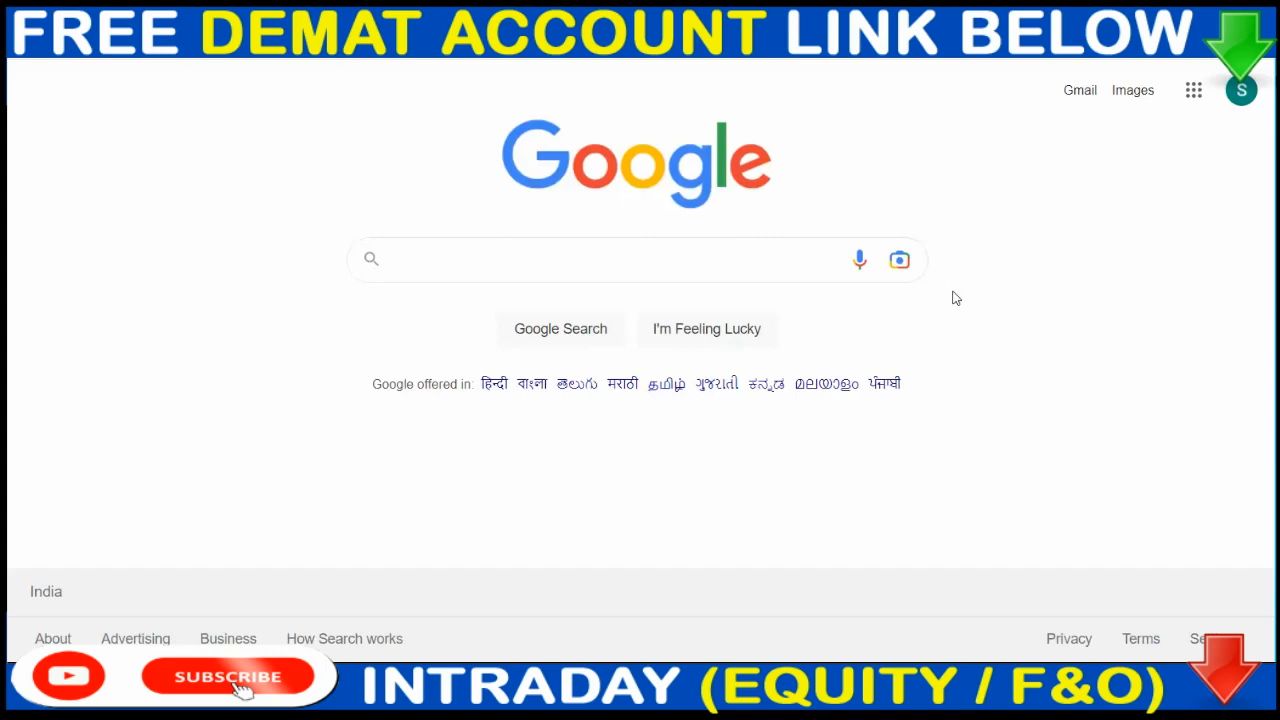 FREE DEMAT ACCOUNT LINK BELOW
Gmail Images S
Google
Google Search I'm Feeling Lucky
Google offered in: हिन्दी বাংলা తెలుగు मराठी தமிழ் ગુજરાતી ಕನ್ನಡ മലയാളം ਪੰਜਾਬੀ
India
About Advertising Business How Search works Privacy Terms Se
SUBSCRIBE
INTRADAY (EQUITY / F&O)